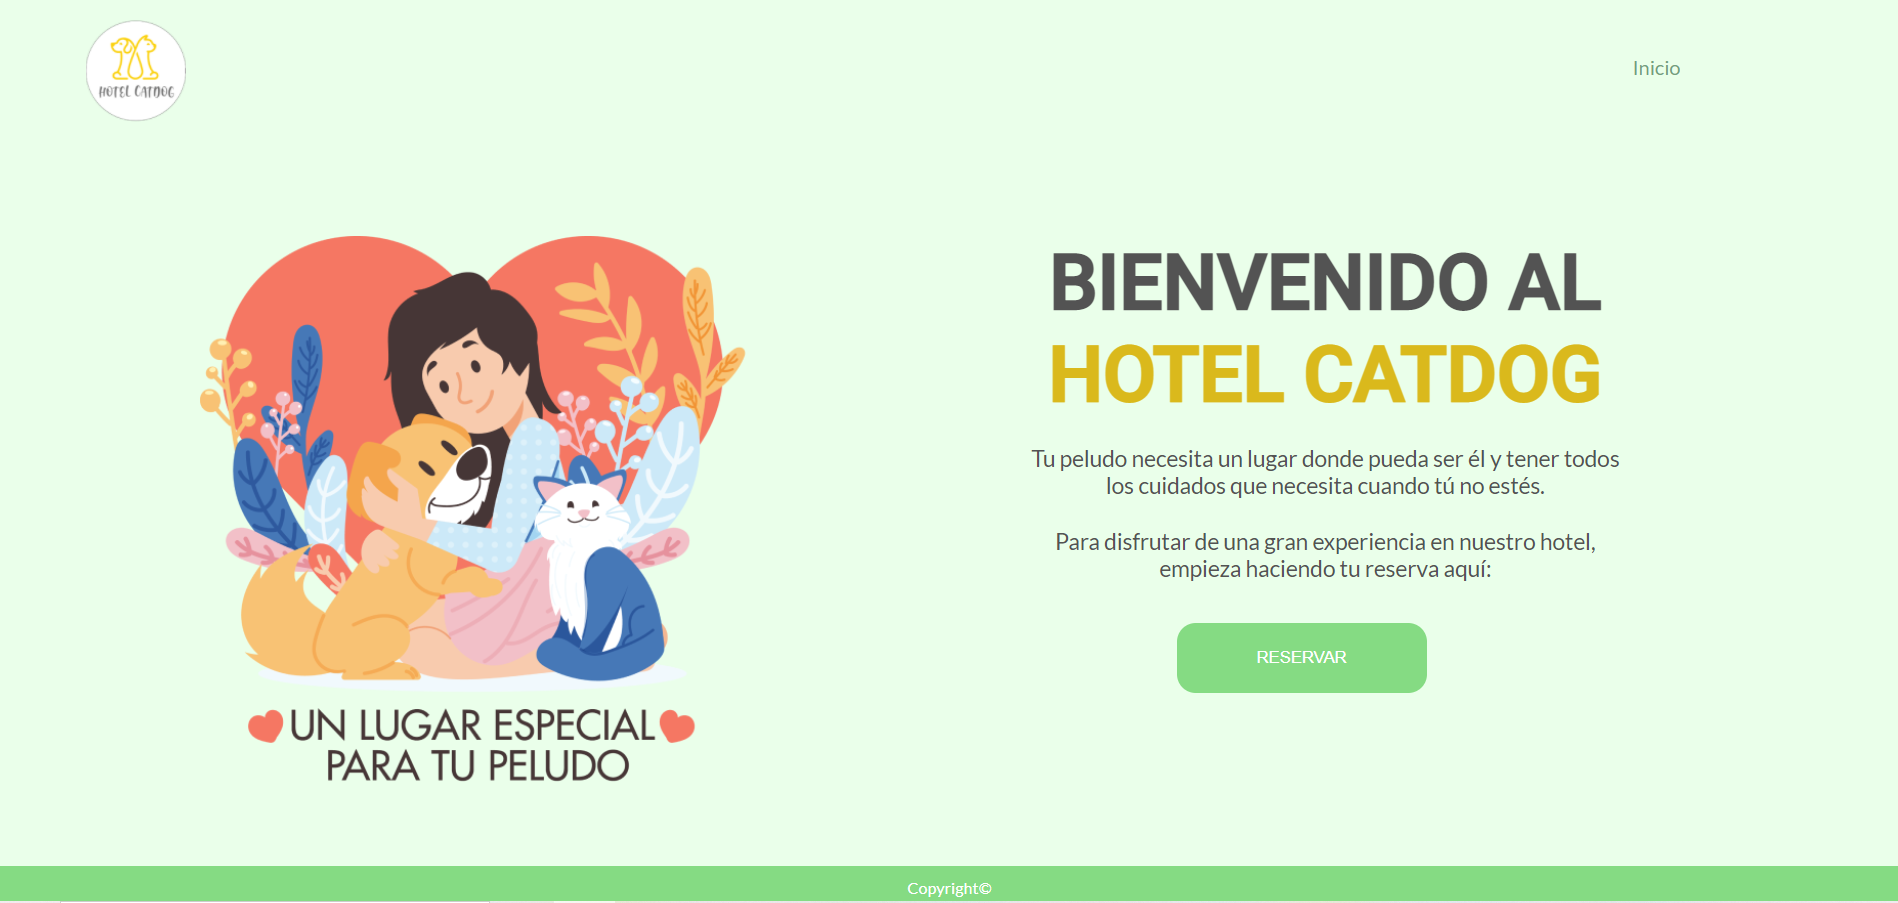 HOTEL CATDOG
Inicio
BIENVENIDO AL
HOTEL CATDOG
Tu peludo necesita un lugar donde pueda ser él y tener todos
los cuidados que necesita cuando tú no estés.
Para disfrutar de una gran experiencia en nuestro hotel,
empieza haciendo tu reserva aquí:
RESERVAR
UN LUGAR ESPECIAL
PARA TU PELUDO
Copyright©